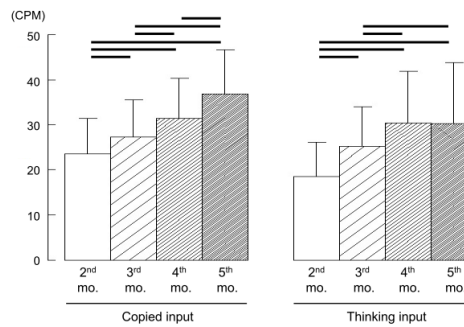 (CPM)
50
40
30
20
10
0
2nd mo.
3rd mo.
4th mo.
5th mo.
Copied input
2nd mo.
3rd mo.
4th mo.
5th mo.
Thinking input